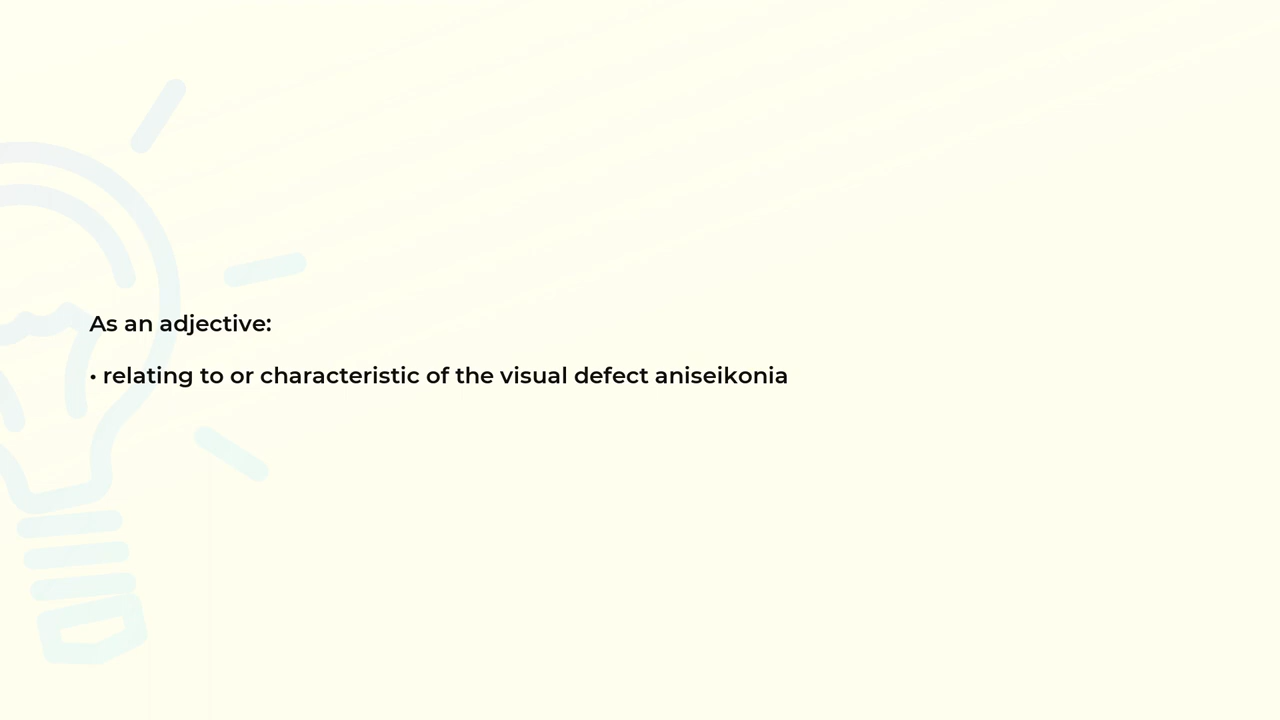 As an adjective:
• relating to or characteristic of the visual defect aniseikonia